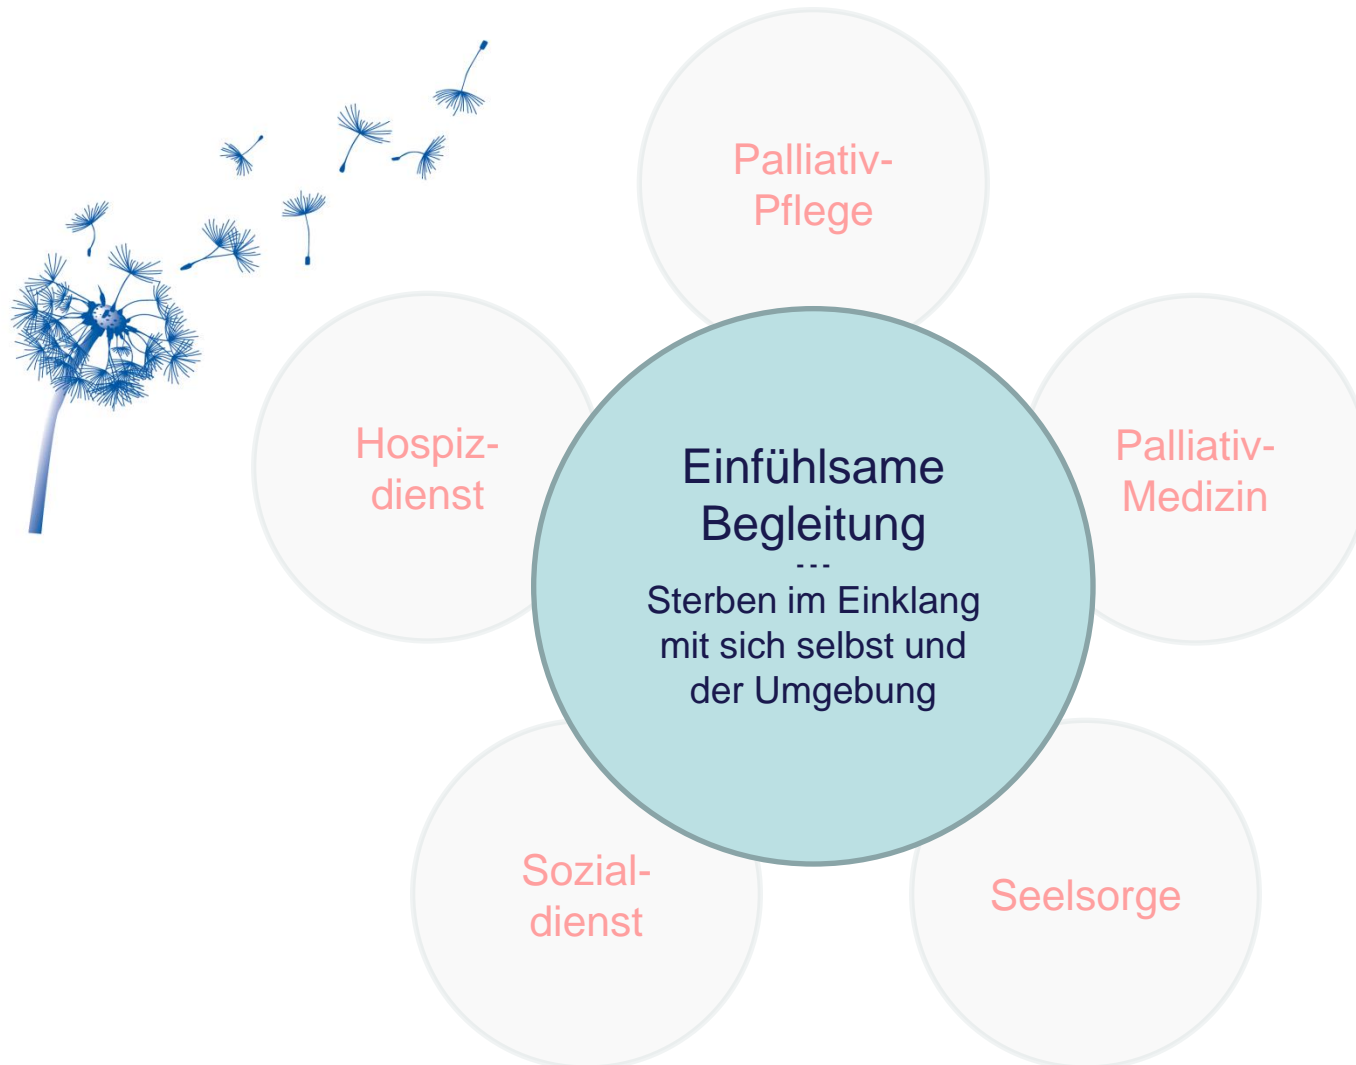 Palliativ-
Pflege
Hospiz-
dienst
Einfühlsame
Begleitung
---
Sterben im Einklang
mit sich selbst und
der Umgebung
Palliativ-
Medizin
Sozial-
dienst
Seelsorge